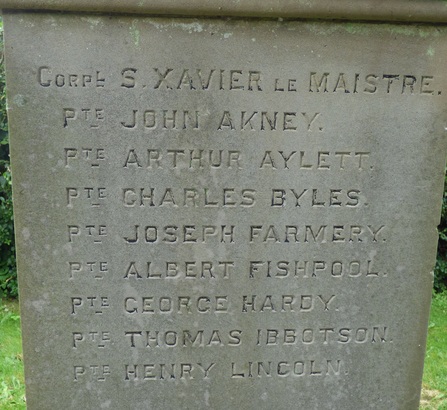 CORPL S. XAVIER LE MAISTRE.
PTE JOHN AKNEY.
PTE ARTHUR AYLETT.
PTE CHARLES BYLES.
PTE JOSEPH FARMERY.
PTE ALBERT FISHPOOL.
PTE GEORGE HARDY.
PTE THOMAS IBBOTSON.
PTE HENRY LINCOLN.